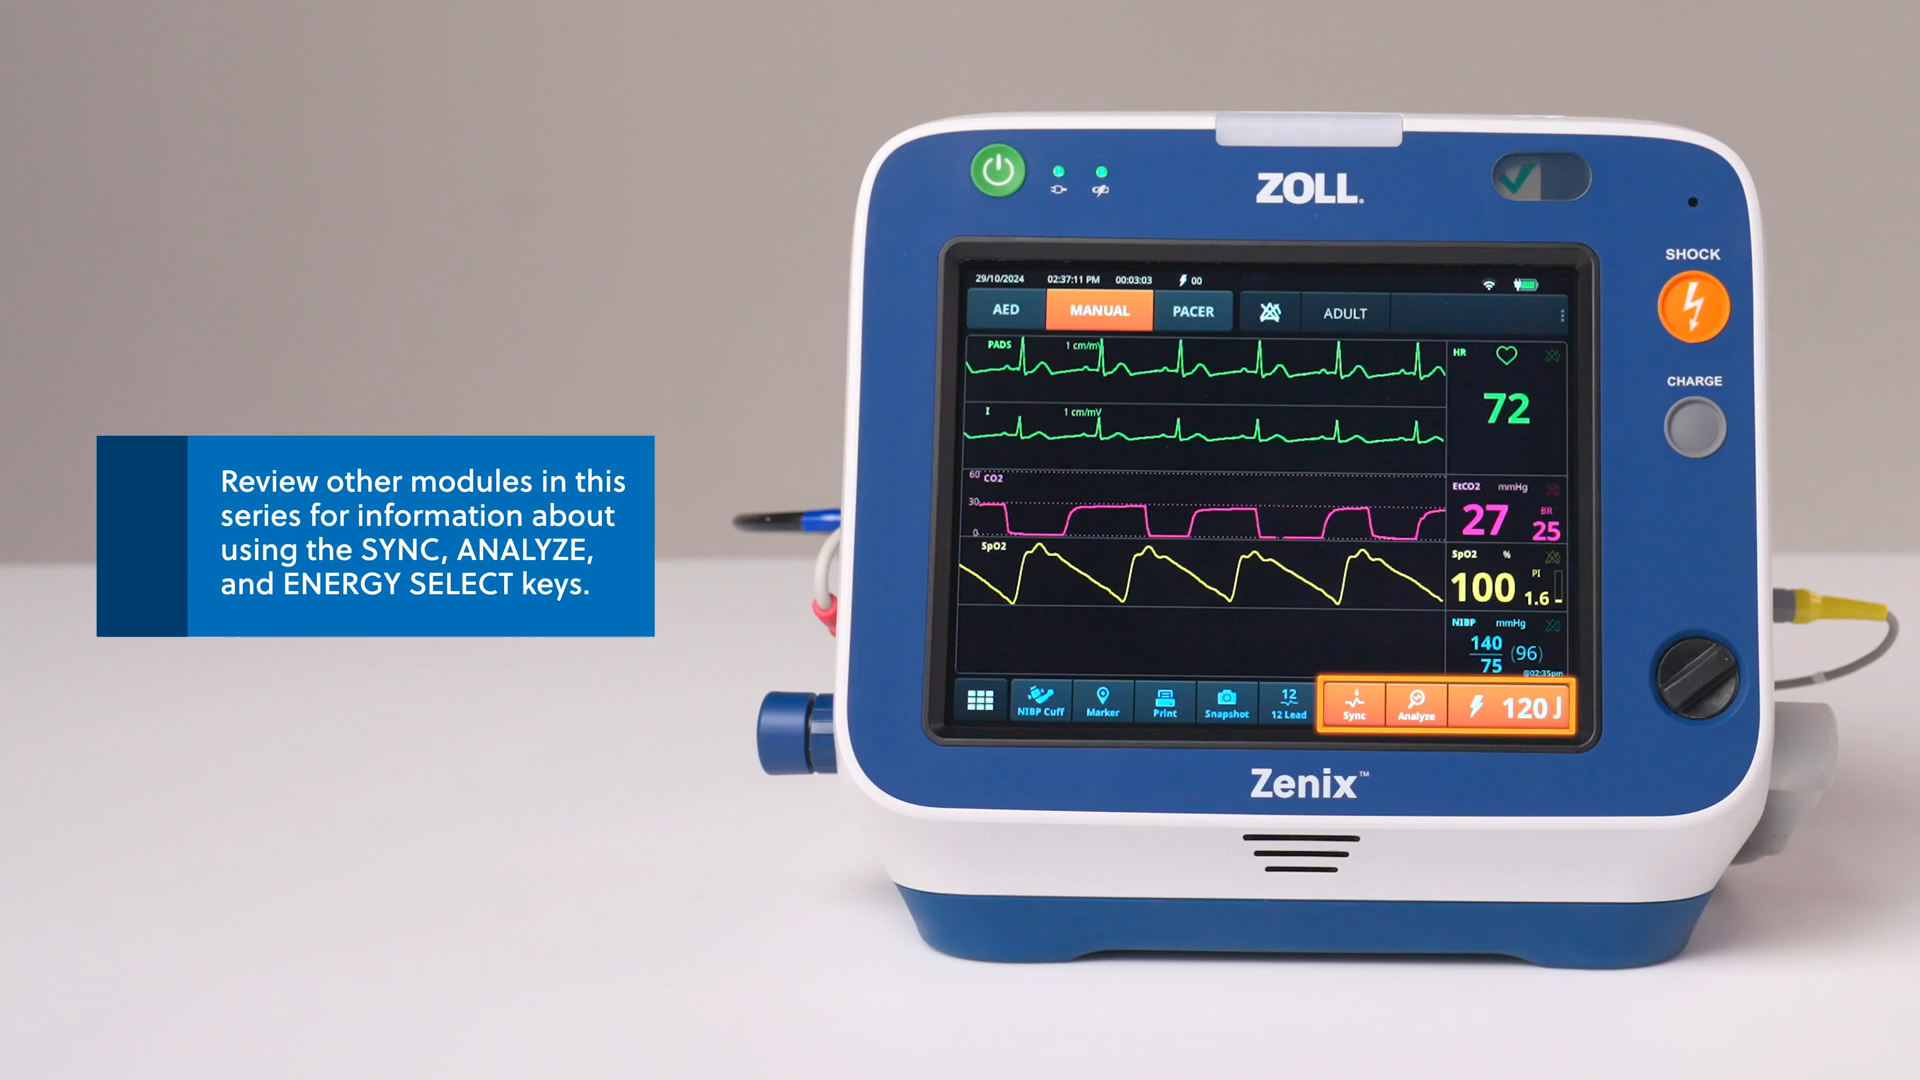 Review other modules in this
series for information about
using the SYNC, ANALYZE,
and ENERGY SELECT keys.
ZOLL.
SHOCK
CHARGE
29/10/2024 02:37:11 PM 00:03:03 00
AED MANUAL PACER ADULT
PADS 1 cm/mV
HR
72
I 1 cm/mV
60 CO2
30
0
EtCO2 mmHg
27 BR 25
SpO2
SpO2 %
100 PI 1.6
NIBP mmHg
140
75 (96)
@02:35pm
NIBP Cuff Marker Print Snapshot 12 12 Lead Sync Analyze 120 J
Zenix™